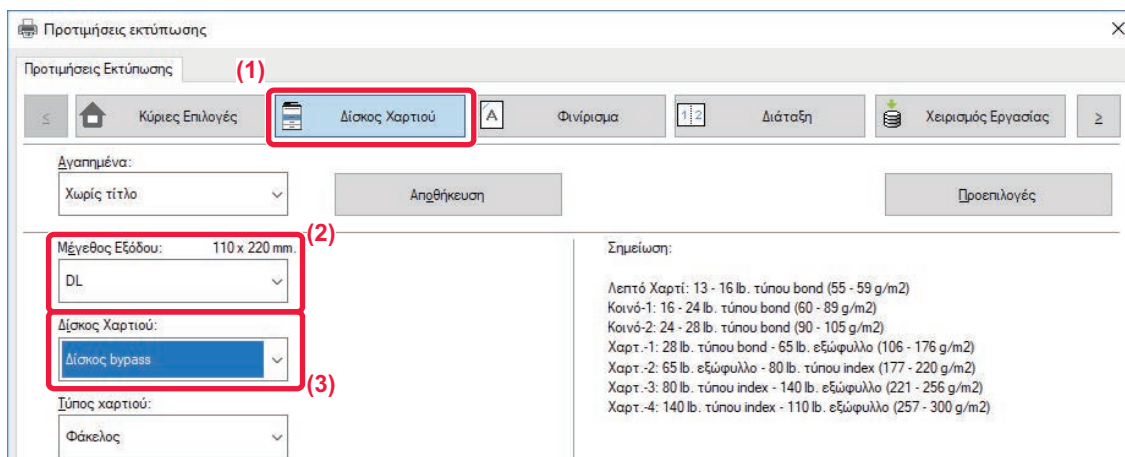 Προτιμήσεις εκτύπωσης
Προτιμήσεις Εκτύπωσης
(1)
< Κύριες Επιλογές Δίσκος Χαρτιού A Φινίρισμα 1 2 Διάταξη Χειρισμός Εργασίας >
Αγαπημένα:
Χωρίς τίτλο Αποθήκευση Προεπιλογές
(2)
Μέγεθος Εξόδου: 110 x 220 mm.
DL
Δίσκος Χαρτιού:
Δίσκος bypass
(3)
Τύπος χαρτιού:
Φάκελος
Σημείωση:
Λεπτό Χαρτί: 13 - 16 lb. τύπου bond (55 - 59 g/m2)
Κοινό-1: 16 - 24 lb. τύπου bond (60 - 89 g/m2)
Κοινό-2: 24 - 28 lb. τύπου bond (90 - 105 g/m2)
Χαρτ.-1: 28 lb. τύπου bond - 65 lb. εξώφυλλο (106 - 176 g/m2)
Χαρτ.-2: 65 lb. εξώφυλλο - 80 lb. τύπου index (177 - 220 g/m2)
Χαρτ.-3: 80 lb. τύπου index - 140 lb. εξώφυλλο (221 - 256 g/m2)
Χαρτ.-4: 140 lb. τύπου index - 110 lb. εξώφυλλο (257 - 300 g/m2)